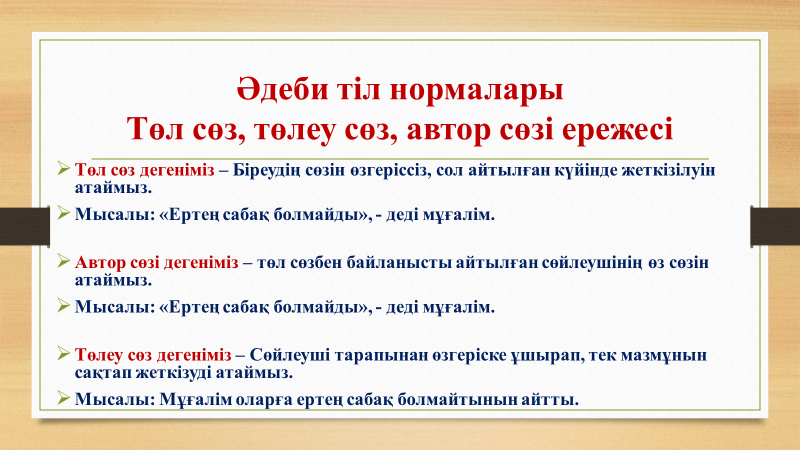 Әдеби тіл нормалары
Төл сөз, төлеу сөз, автор сөзі ережесі
Төл сөз дегеніміз – Біреудің сөзін өзгеріссіз, сол айтылған күйінде жеткізілуін
атаймыз.
Мысалы: «Ертең сабақ болмайды», - деді мұғалім.
Автор сөзі дегеніміз – төл сөзбен байланысты айтылған сөйлеушінің өз сөзін
атаймыз.
Мысалы: «Ертең сабақ болмайды», - деді мұғалім.
Төлеу сөз дегеніміз – Сөйлеуші тарапынан өзгеріске ұшырап, тек мазмұнын
сақтап жеткізуді атаймыз.
Мысалы: Мұғалім оларға ертең сабақ болмайтынын айтты.